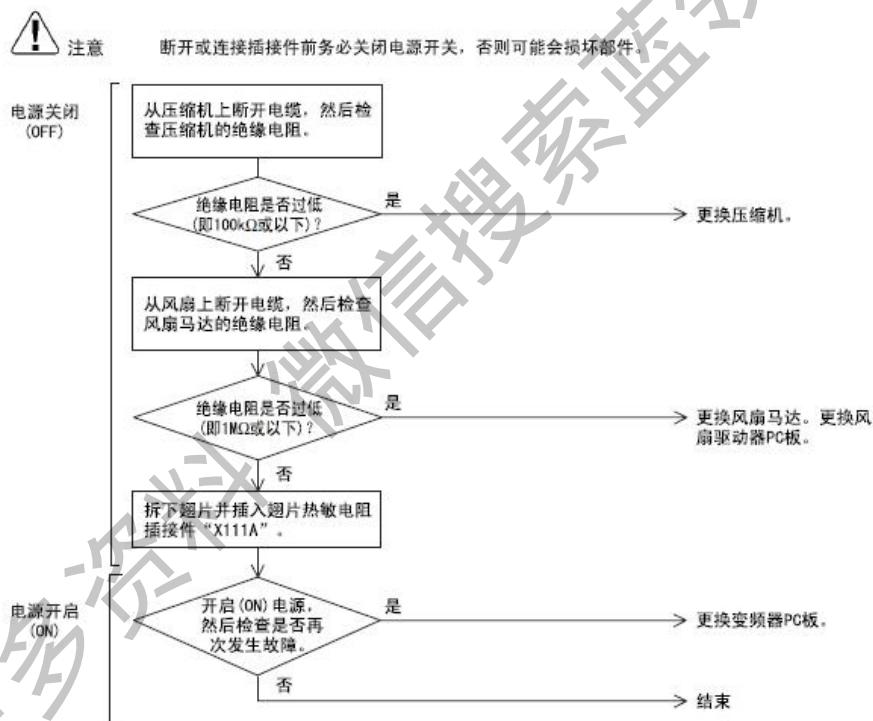 注意
断开或连接插接件前务必关闭电源开关，否则可能会损坏部件。
电源关闭
(OFF)
从压缩机上断开电缆，然后检
查压缩机的绝缘电阻。
绝缘电阻是否过低
(即100kΩ或以下)？
是
更换压缩机。
否
从风扇上断开电缆，然后检查
风扇马达的绝缘电阻。
绝缘电阻是否过低
(即1MΩ或以下)？
是
更换风扇马达。更换风
扇驱动器PC板。
否
拆下翅片并插入翅片热敏电阻
插接件“X111A”。
电源开启
(ON)
开启(ON)电源，
然后检查是否再
次发生故障。
是
更换变频器PC板。
否
结束
多资料 微信搜索蓝领